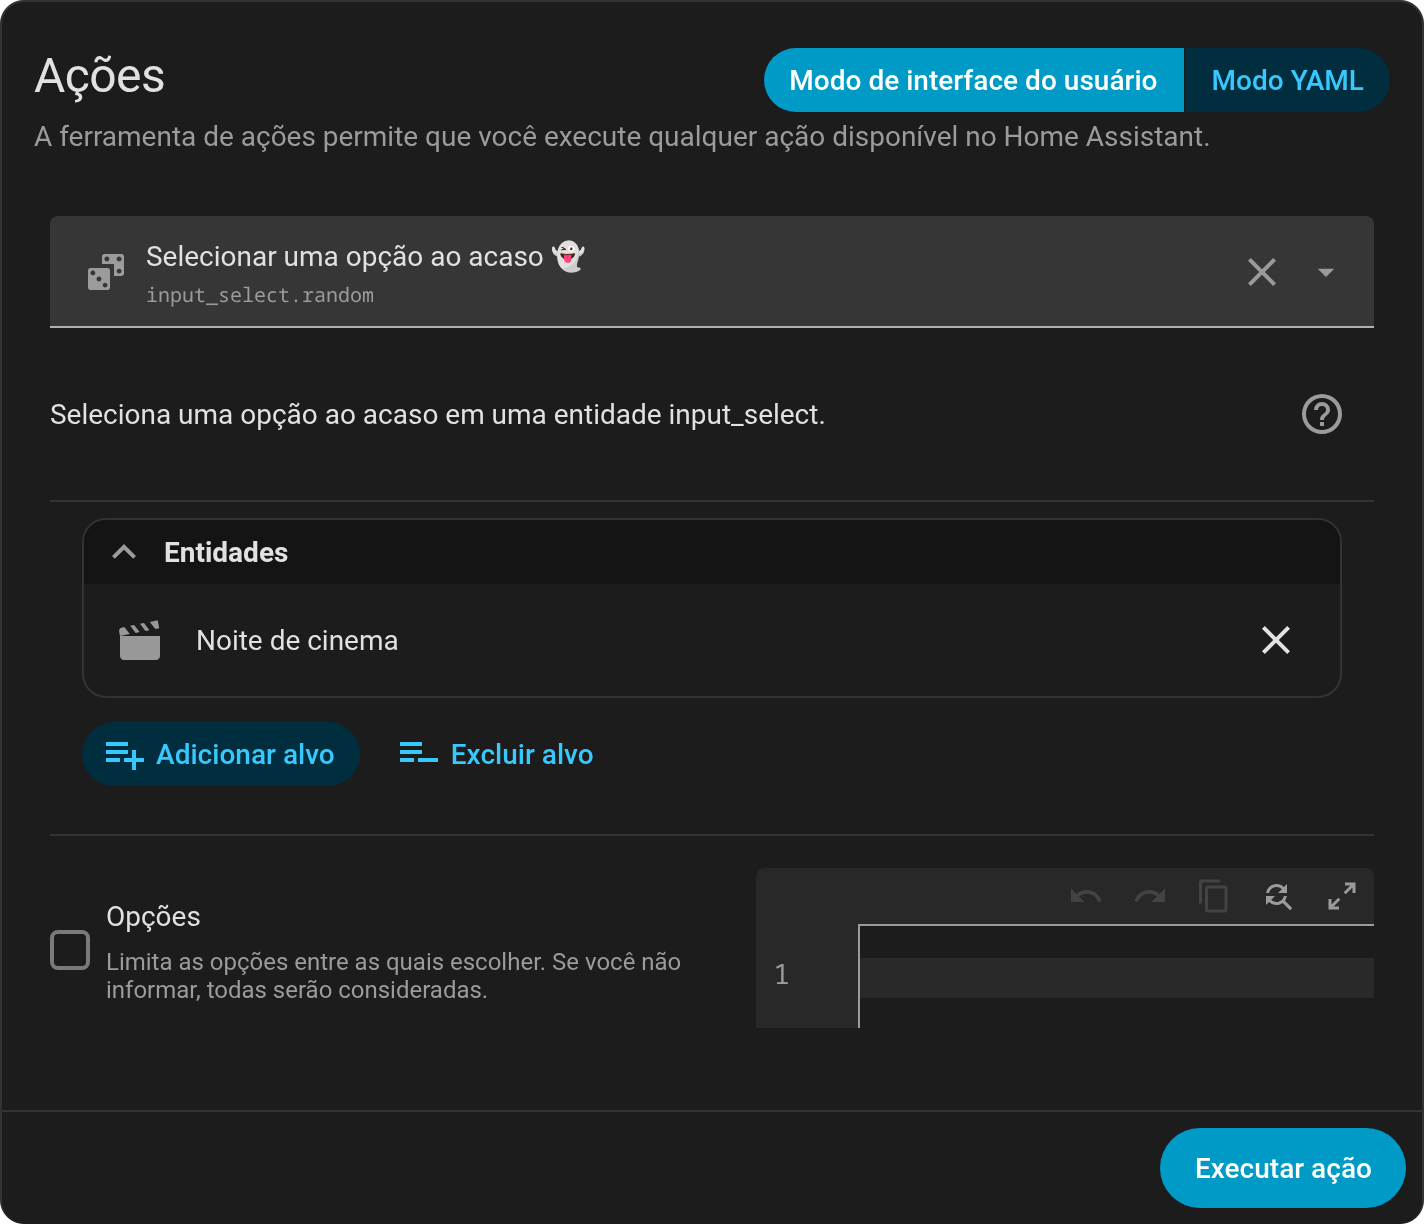 Ações
Modo de interface do usuário
Modo YAML
A ferramenta de ações permite que você execute qualquer ação disponível no Home Assistant.
Selecionar uma opção ao acaso 👻
input_select.random
Seleciona uma opção ao acaso em uma entidade input_select.
Entidades
Noite de cinema
Adicionar alvo
Excluir alvo
Opções
Limita as opções entre as quais escolher. Se você não
informar, todas serão consideradas.
1
Executar ação